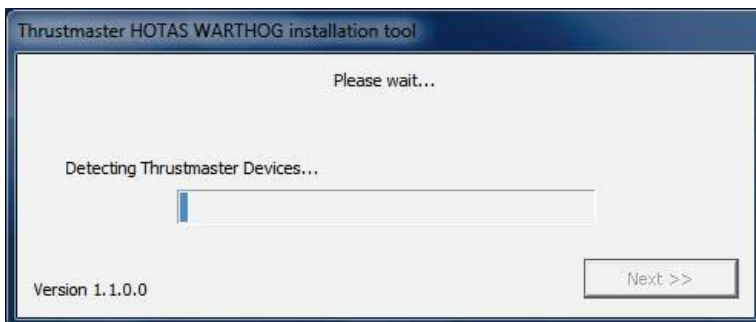 Thrustmaster HOTAS WARTHOG installation tool
Please wait...
Detecting Thrustmaster Devices...
Next >>
Version 1.1.0.0